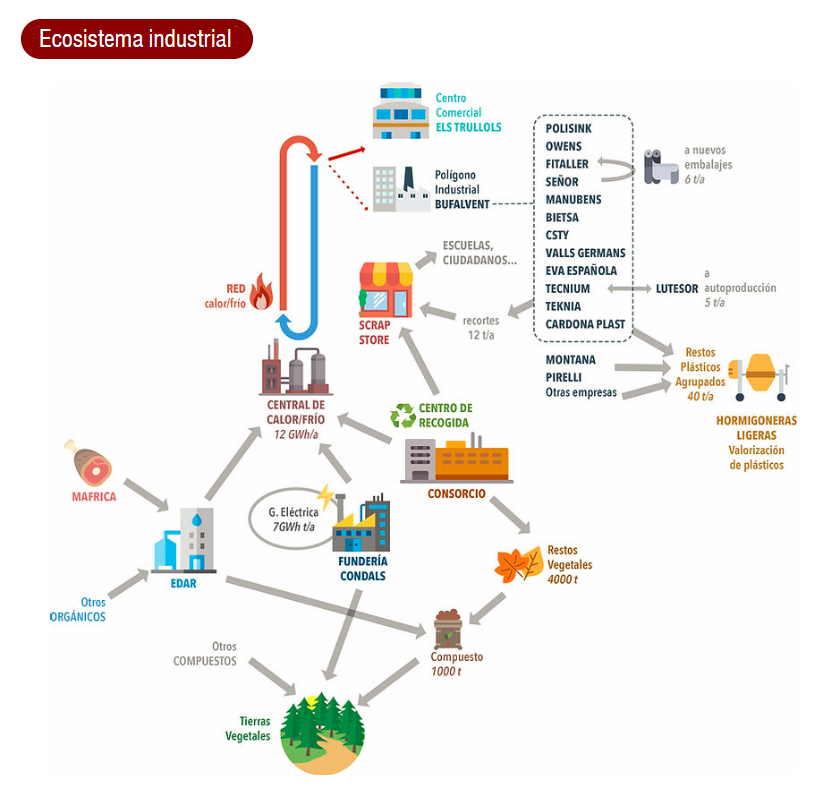 Ecosistema industrial
Centro
Comercial
ELS TRULLOLS
Polígono
Industrial
BUFALVENT
POLISINK
OWENS
FITALLER
SEÑOR
MANUBENS
BIETSA
CSTY
VALLS GERMANS
EVA ESPAÑOLA
TECNIUM
TEKNIA
CARDONA PLAST
a nuevos
embalajes
6 t/a
LUTESOR
a
autoproducción
5 t/a
ESCUELAS,
CIUDADANOS...
RED
calor/frío
SCRAP
STORE
recortes
12 t/a
MONTANA
PIRELLI
Otras empresas
Restos
Plásticos
Agrupados
40 t/a
HORMIGONERAS
LIGERAS
Valorización
de plásticos
CENTRAL DE
CALOR/FRÍO
12 GWh/a
CENTRO DE
RECOGIDA
CONSORCIO
MAFRICA
G. Eléctrica
7GWh t/a
FUNDERÍA
CONDALS
EDAR
Otros
ORGÁNICOS
Restos
Vegetales
4000 t
Otros
COMPUESTOS
Compuesto
1000 t
Tierras
Vegetales